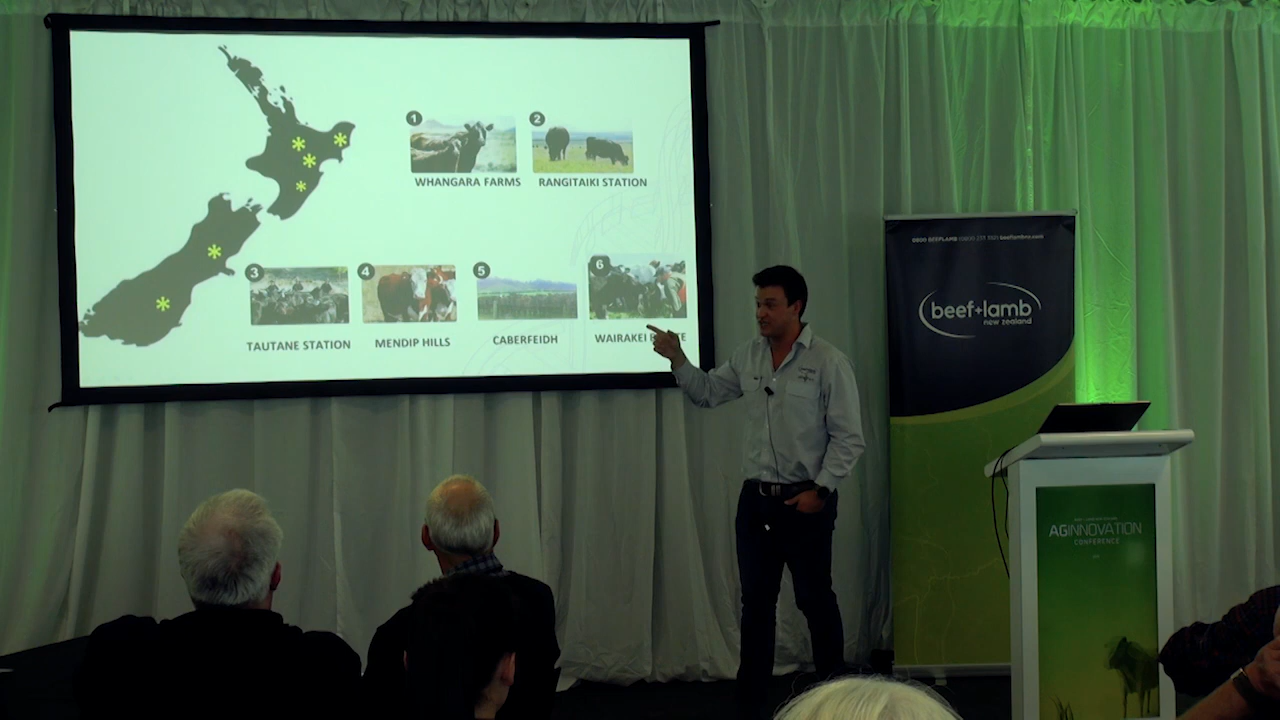 1
2
WHANGARA FARMS
RANGITAIKI STATION
3
4
5
6
TAUTANE STATION
MENDIP HILLS
CABERFEIDH
WAIRAKEI
beef+lamb
new zealand
AGINNOVATION
CONFERENCE